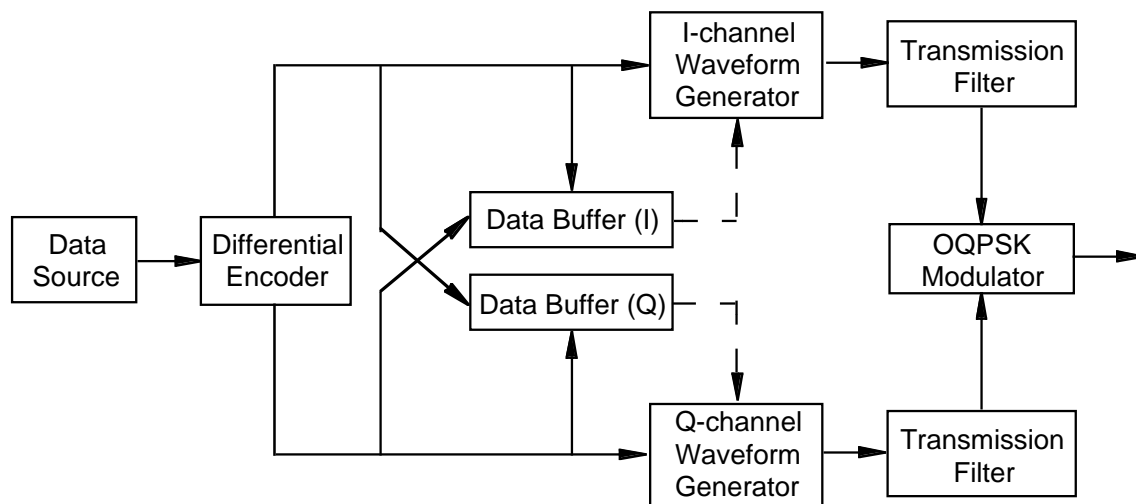 Data
Source
Differential
Encoder
Data Buffer (I)
Data Buffer (Q)
I-channel
Waveform
Generator
Q-channel
Waveform
Generator
Transmission
Filter
OQPSK
Modulator
Transmission
Filter